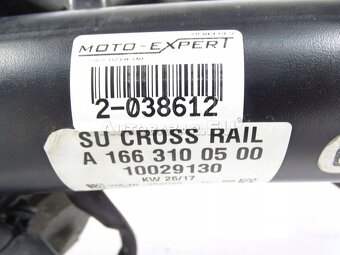 MOTO-EXPERT
2-038612
SU CROSS RAIL
A 166 310 05 00
10029130
KW 26/17